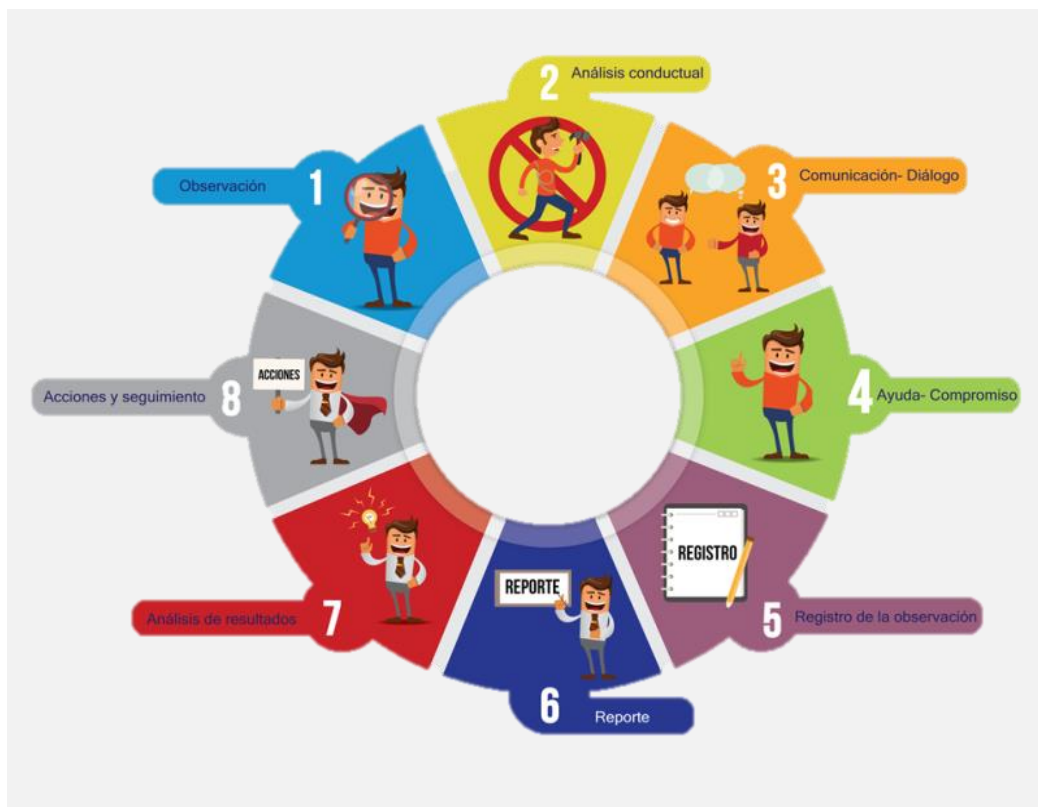 1
Observación
2
Análisis conductual
3
Comunicación- Diálogo
4
Ayuda- Compromiso
5
Registro de la observación
REGISTRO
6
Reporte
REPORTE
7
Análisis de resultados
8
Acciones y seguimiento
ACCIONES